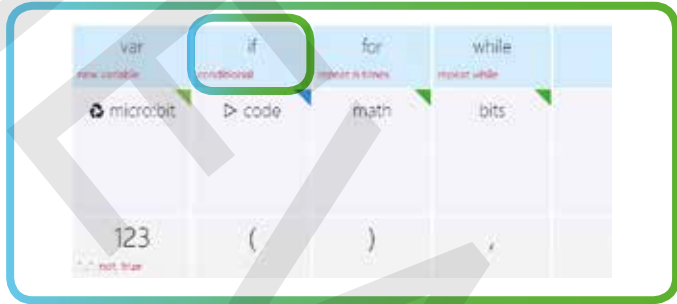 var if for while
new variable conditional repeat n times repeat while
micro:bit code math bits
123 ( ) ,
not, true